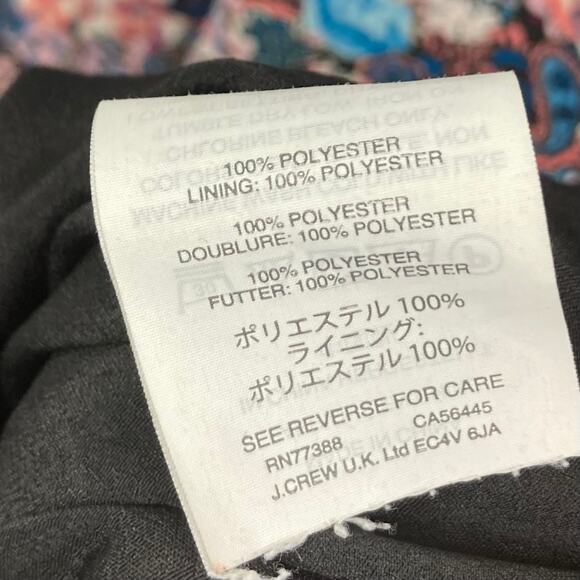 100% POLYESTER
LINING: 100% POLYESTER
100% POLYESTER
DOUBLURE: 100% POLYESTER
100% POLYESTER
FUTTER: 100% POLYESTER
ポリエステル 100%
ライニング:
ポリエステル 100%
SEE REVERSE FOR CARE
RN77388 CA56445
J.CREW U.K. Ltd EC4V 6JA